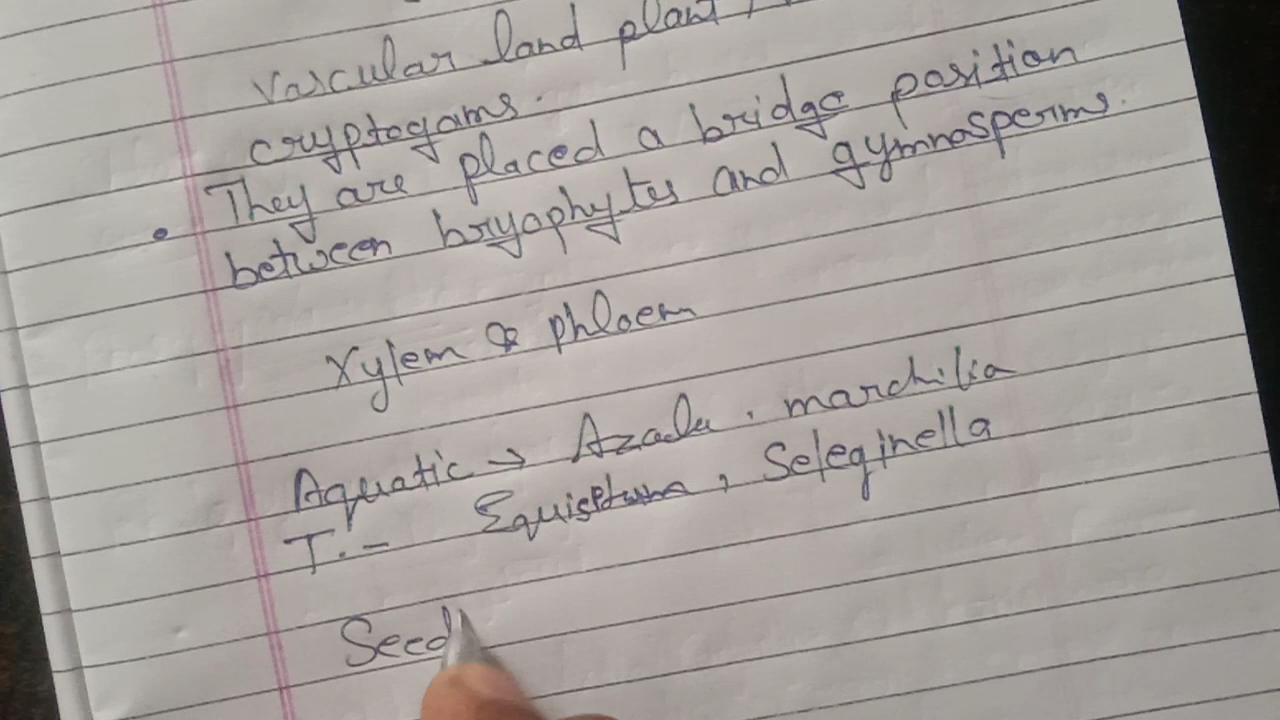 Vascular land plant,
cryptogams.
• They are placed a bridge position
between bryophytes and gymnosperms.
Xylem & phloem
Aquatic → Azolla, marchilia
T. - Equisetum, Seleginella
Seed